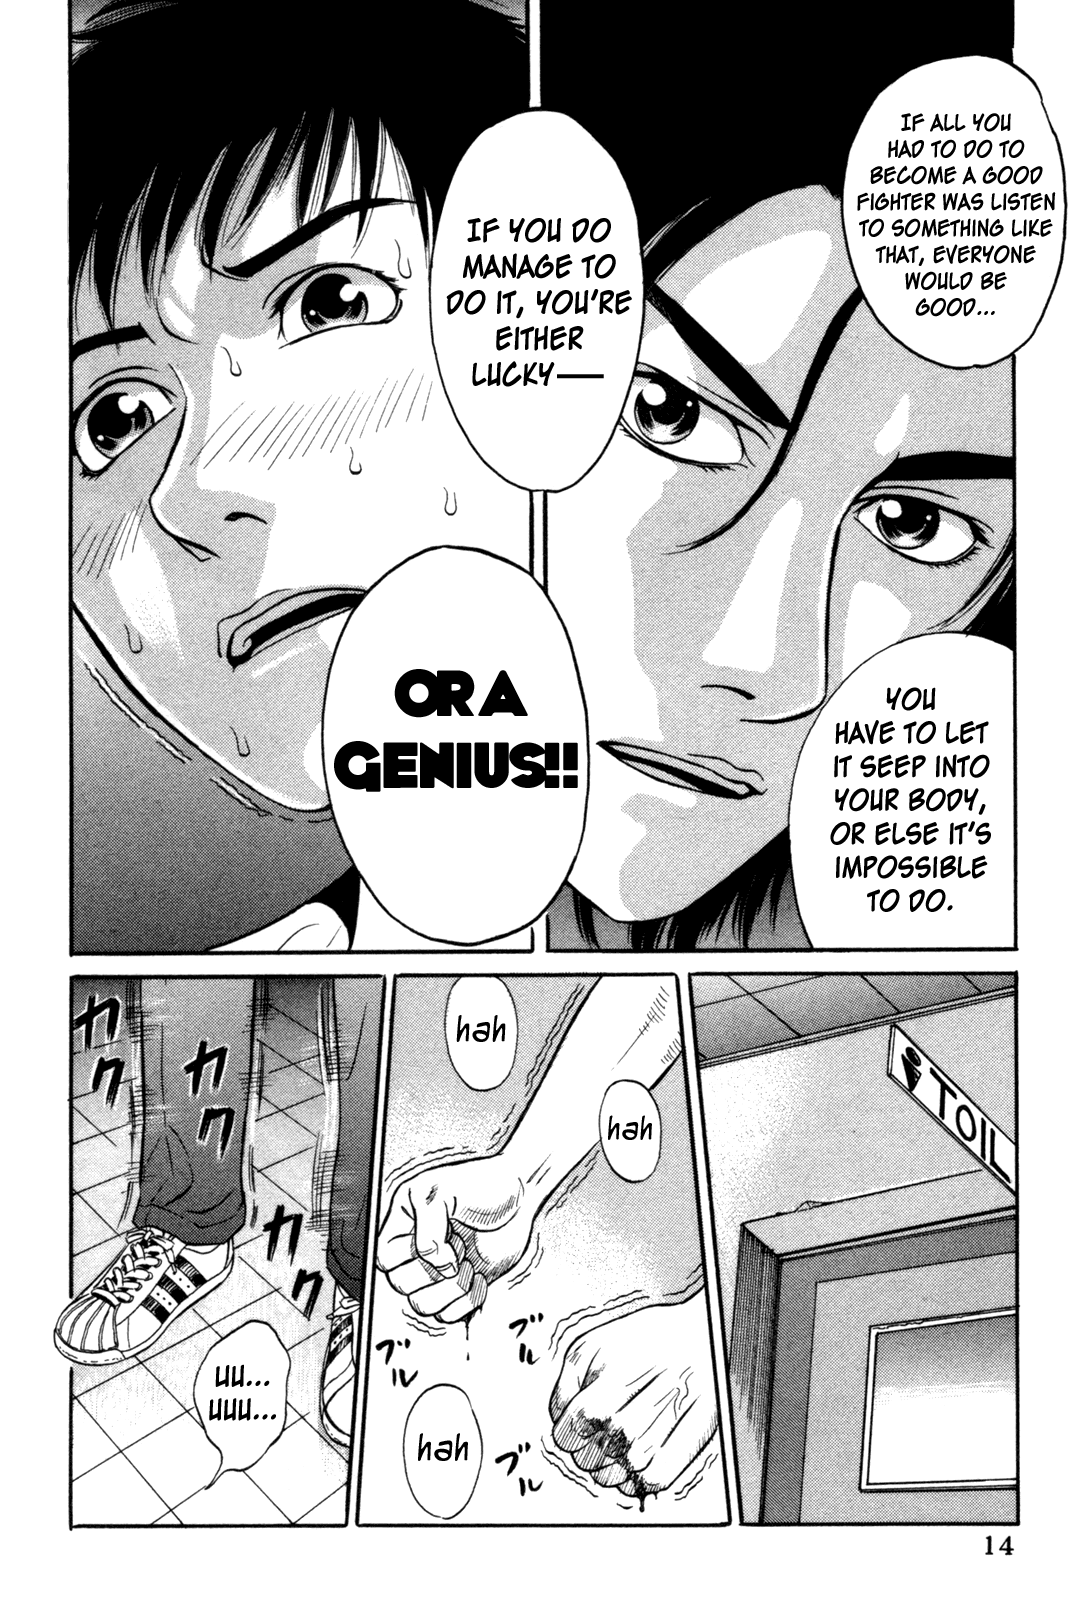 IF ALL YOU
HAD TO DO TO
BECOME A GOOD
FIGHTER WAS LISTEN
TO SOMETHING LIKE
THAT, EVERYONE
WOULD BE
GOOD...
YOU
HAVE TO LET
IT SEEP INTO
YOUR BODY,
OR ELSE IT'S
IMPOSSIBLE
TO DO.
IF YOU DO
MANAGE TO
DO IT, YOU'RE
EITHER
LUCKY—
OR A
GENIUS!!
TOIL
hah
hah
hah
ブル
ブル
ブル
ガク
ガク
ガク
UU...
UUU...
14